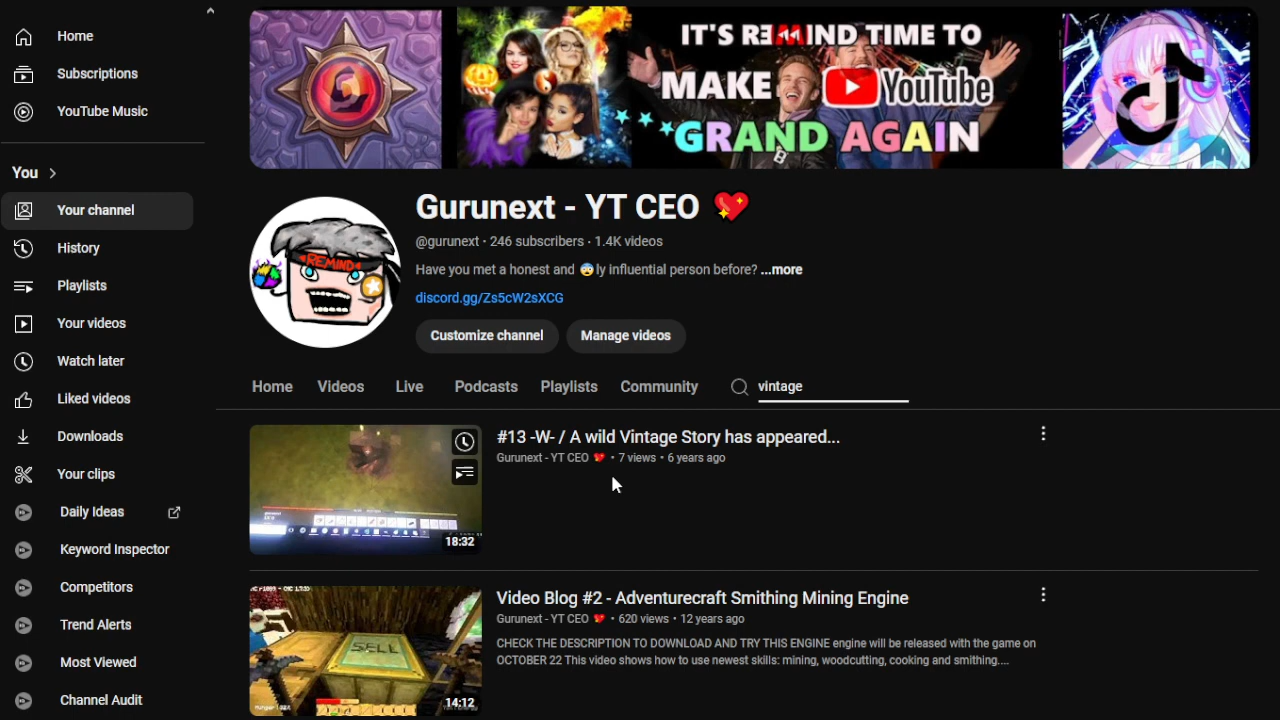 IT'S REMIND TIME TO
MAKE YouTube
GRAND AGAIN
Home
Subscriptions
YouTube Music
You
Your channel
History
Playlists
Your videos
Watch later
Liked videos
Downloads
Your clips
Daily Ideas
Keyword Inspector
Competitors
Trend Alerts
Most Viewed
Channel Audit
REMIND
Gurunext - YT CEO 💖
@gurunext · 246 subscribers · 1.4K videos
Have you met a honest and 😨ly influential person before? ...more
discord.gg/Zs5cW2sXCG
Customize channel Manage videos
Home Videos Live Podcasts Playlists Community vintage
#13 -W- / A wild Vintage Story has appeared...
Gurunext - YT CEO 💖 • 7 views • 6 years ago
18:32
Video Blog #2 - Adventurecraft Smithing Mining Engine
Gurunext - YT CEO 💖 • 620 views • 12 years ago
CHECK THE DESCRIPTION TO DOWNLOAD AND TRY THIS ENGINE engine will be released with the game on
OCTOBER 22 This video shows how to use newest skills: mining, woodcutting, cooking and smithing....
SELL
14:12